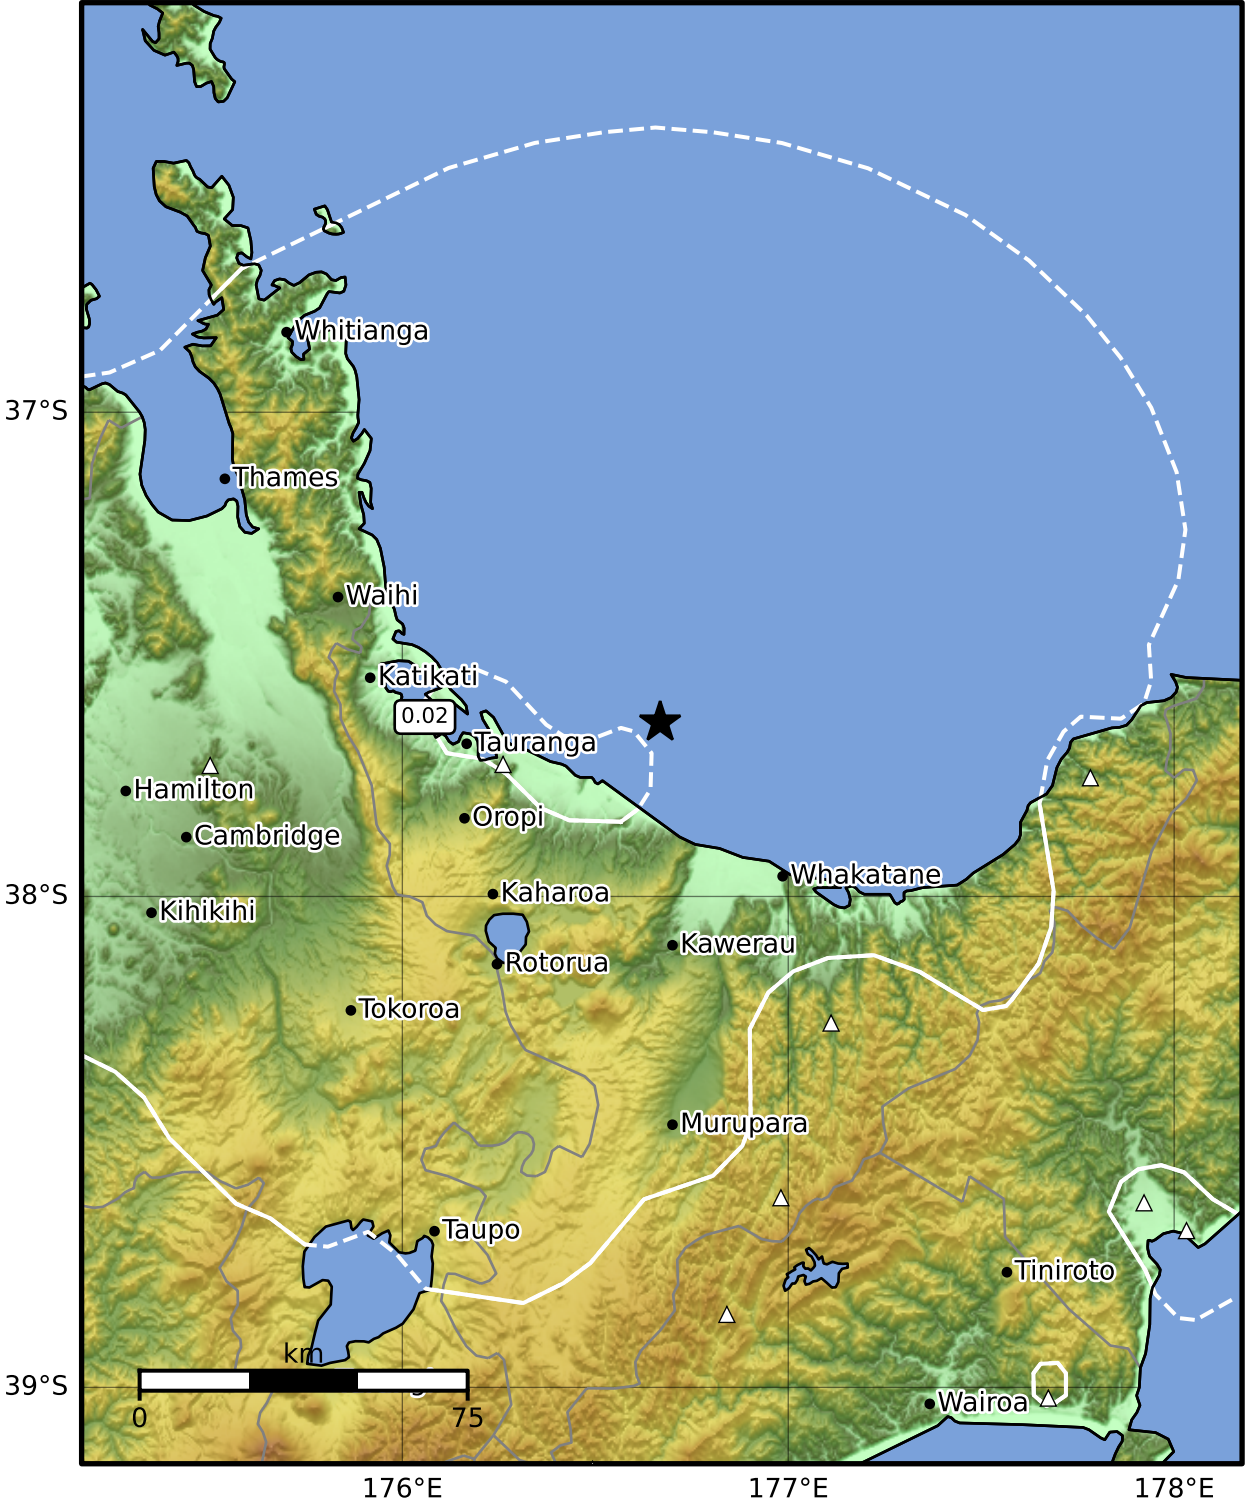 Whitianga
37°S
Thames
Waihi
Katikati
0.02
Tauranga
Hamilton
Oropi
Cambridge
Whakatane
38°S
Kaharoa
Kihikihi
Kawerau
Rotorua
Tokoroa
Murupara
Taupo
Tiniroto
km
39°S
Wairoa
0 75
176°E 177°E 178°E